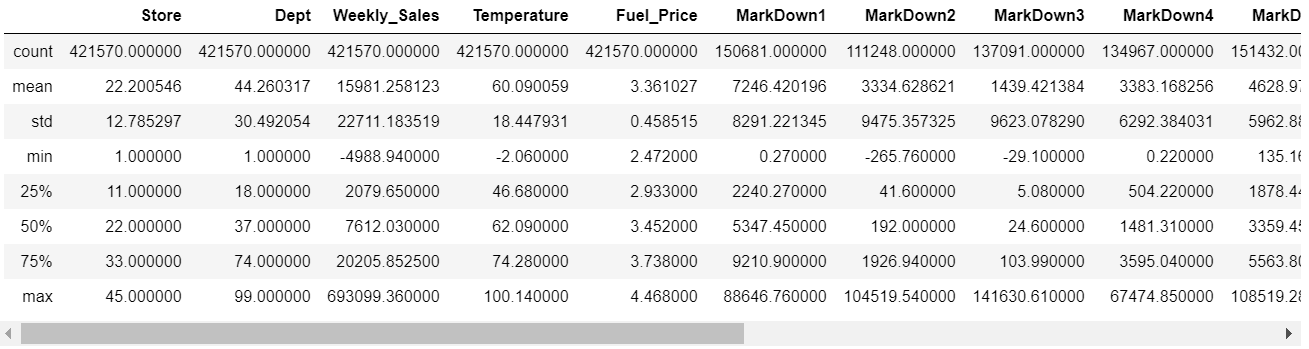 Store Dept Weekly_Sales Temperature Fuel_Price MarkDown1 MarkDown2 MarkDown3 MarkDown4 MarkD
count 421570.000000 421570.000000 421570.000000 421570.000000 421570.000000 150681.000000 111248.000000 137091.000000 134967.000000 151432.00
mean 22.200546 44.260317 15981.258123 60.090059 3.361027 7246.420196 3334.628621 1439.421384 3383.168256 4628.97
std 12.785297 30.492054 22711.183519 18.447931 0.458515 8291.221345 9475.357325 9623.078290 6292.384031 5962.88
min 1.000000 1.000000 -4988.940000 -2.060000 2.472000 0.270000 -265.760000 -29.100000 0.220000 135.16
25% 11.000000 18.000000 2079.650000 46.680000 2.933000 2240.270000 41.600000 5.080000 504.220000 1878.44
50% 22.000000 37.000000 7612.030000 62.090000 3.452000 5347.450000 192.000000 24.600000 1481.310000 3359.45
75% 33.000000 74.000000 20205.852500 74.280000 3.738000 9210.900000 1926.940000 103.990000 3595.040000 5563.80
max 45.000000 99.000000 693099.360000 100.140000 4.468000 88646.760000 104519.540000 141630.610000 67474.850000 108519.28